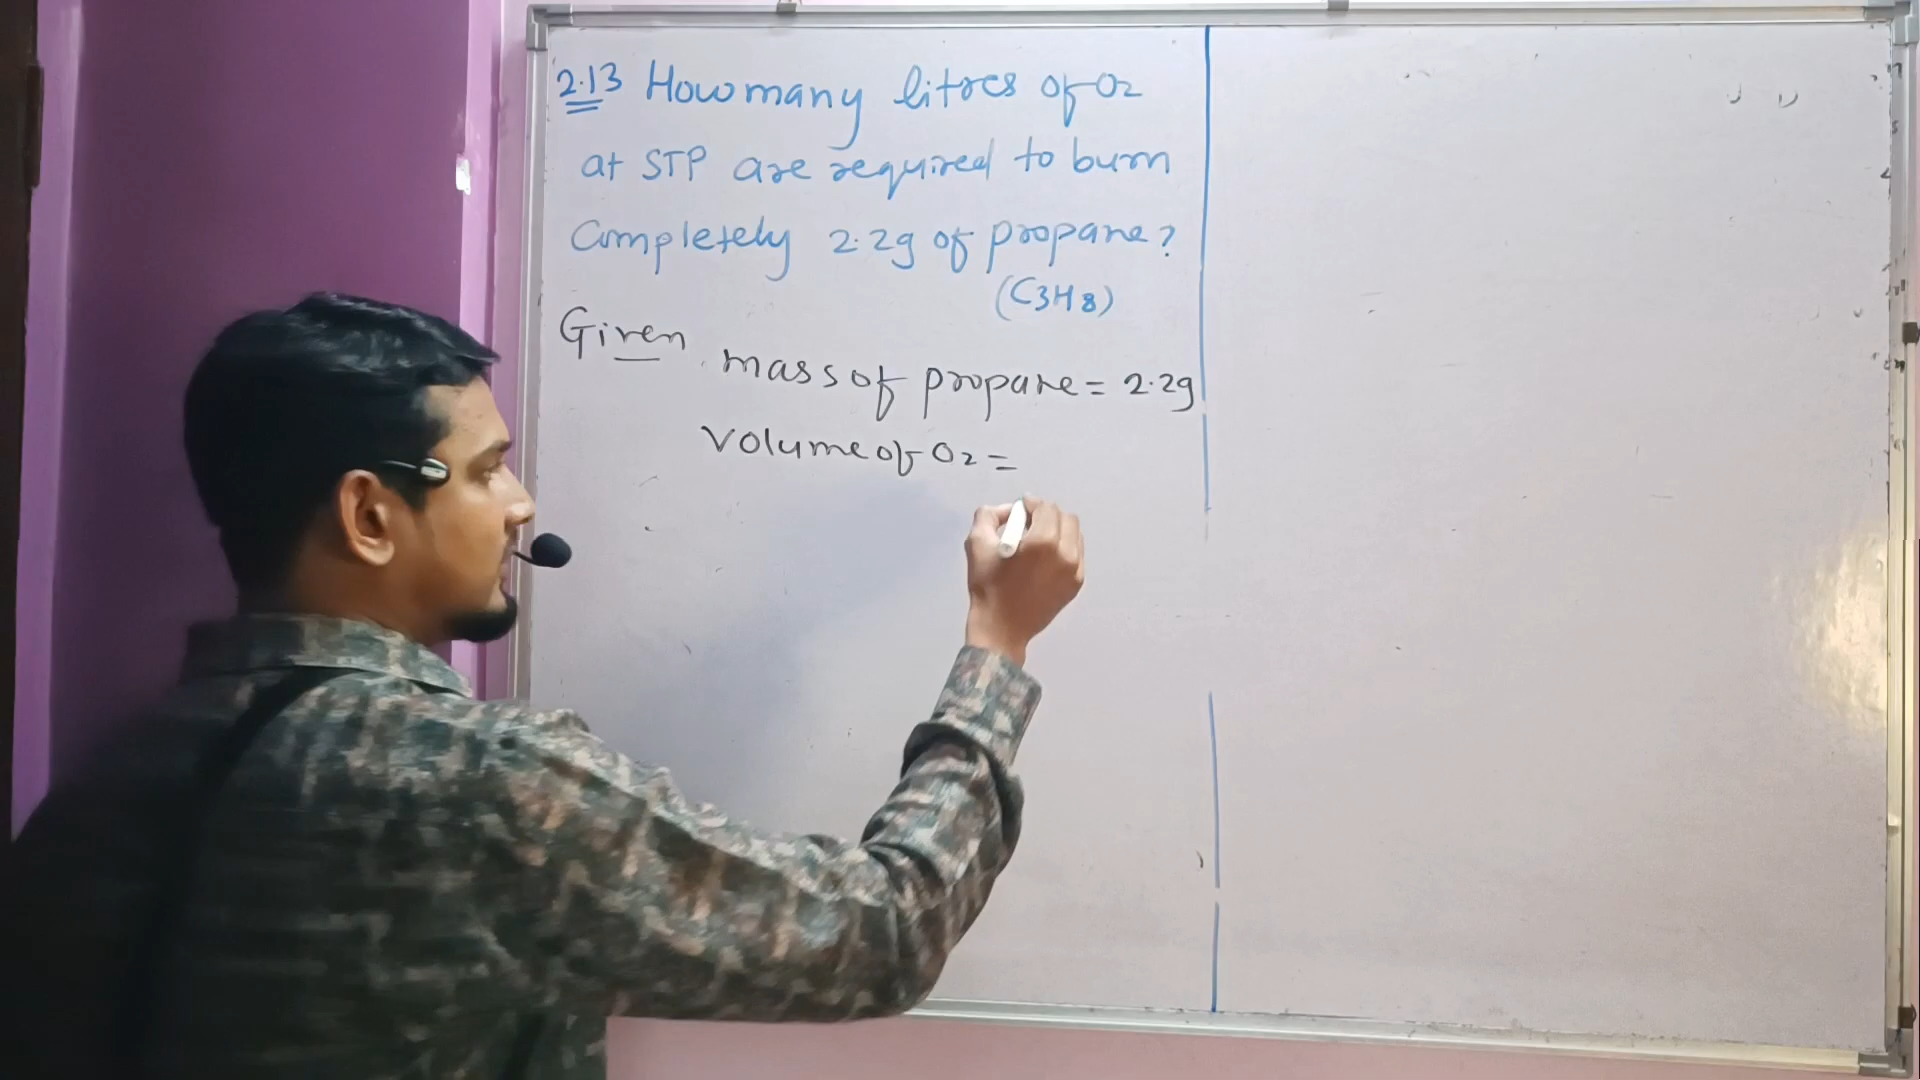 2.13 How many litres of O2
at STP are required to burn
Completely 2.2g of propane?
(C3H8)
Given
mass of propane = 2.2g
Volume of O2 =